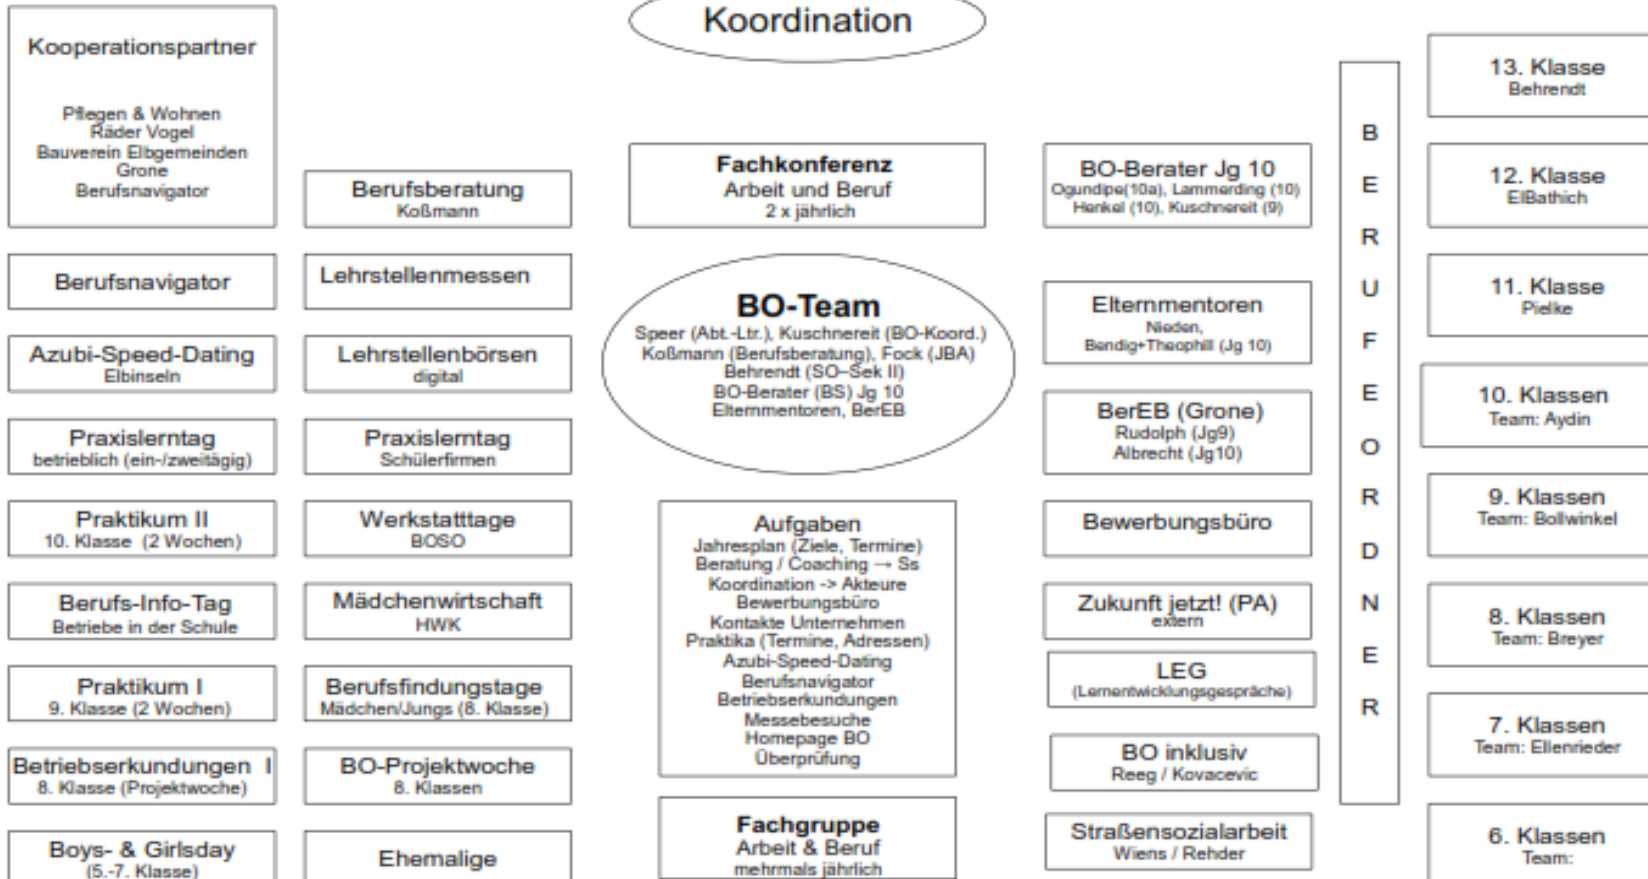 Kooperationspartner
Pflegen & Wohnen
Räder Vogel
Bauverein Elbgemeinden
Grone
Berufsnavigator
Berufsnavigator
Azubi-Speed-Dating
Elbinseln
Praxislerntag
betrieblich (ein-/zweitägig)
Praktikum II
10. Klasse (2 Wochen)
Berufs-Info-Tag
Betriebe in der Schule
Praktikum I
9. Klasse (2 Wochen)
Betriebserkundungen I
8. Klasse (Projektwoche)
Boys- & Girlsday
(5.-7. Klasse)
Berufsberatung
Koßmann
Lehrstellenmessen
Lehrstellenbörsen
digital
Praxislerntag
Schülerfirmen
Werkstatttage
BOSO
Mädchenwirtschaft
HWK
Berufsfindungstage
Mädchen/Jungs (8. Klasse)
BO-Projektwoche
8. Klassen
Ehemalige
Koordination
Fachkonferenz
Arbeit und Beruf
2 x jährlich
BO-Team
Speer (Abt.-Ltr.), Kuschnereit (BO-Koord.)
Koßmann (Berufsberatung), Fock (JBA)
Behrendt (SO–Sek II)
BO-Berater (BS) Jg 10
Elternmentoren, BerEB
Aufgaben
Jahresplan (Ziele, Termine)
Beratung / Coaching → Ss
Koordination -> Akteure
Bewerbungsbüro
Kontakte Unternehmen
Praktika (Termine, Adressen)
Azubi-Speed-Dating
Berufsnavigator
Betriebserkundungen
Messebesuche
Homepage BO
Überprüfung
Fachgruppe
Arbeit & Beruf
mehrmals jährlich
BO-Berater Jg 10
Ogundipe(10a), Lammerding (10)
Henkel (10), Kuschnereit (9)
Elternmentoren
Nieden,
Bendig+Theophill (Jg 10)
BerEB (Grone)
Rudolph (Jg9)
Albrecht (Jg10)
Bewerbungsbüro
Zukunft jetzt! (PA)
extern
LEG
(Lernentwicklungsgespräche)
BO inklusiv
Reeg / Kovacevic
Straßensozialarbeit
Wiens / Rehder
B
E
R
U
F
E
O
R
D
N
E
R
13. Klasse
Behrendt
12. Klasse
ElBathich
11. Klasse
Pielke
10. Klassen
Team: Aydin
9. Klassen
Team: Bollwinkel
8. Klassen
Team: Breyer
7. Klassen
Team: Ellenrieder
6. Klassen
Team: